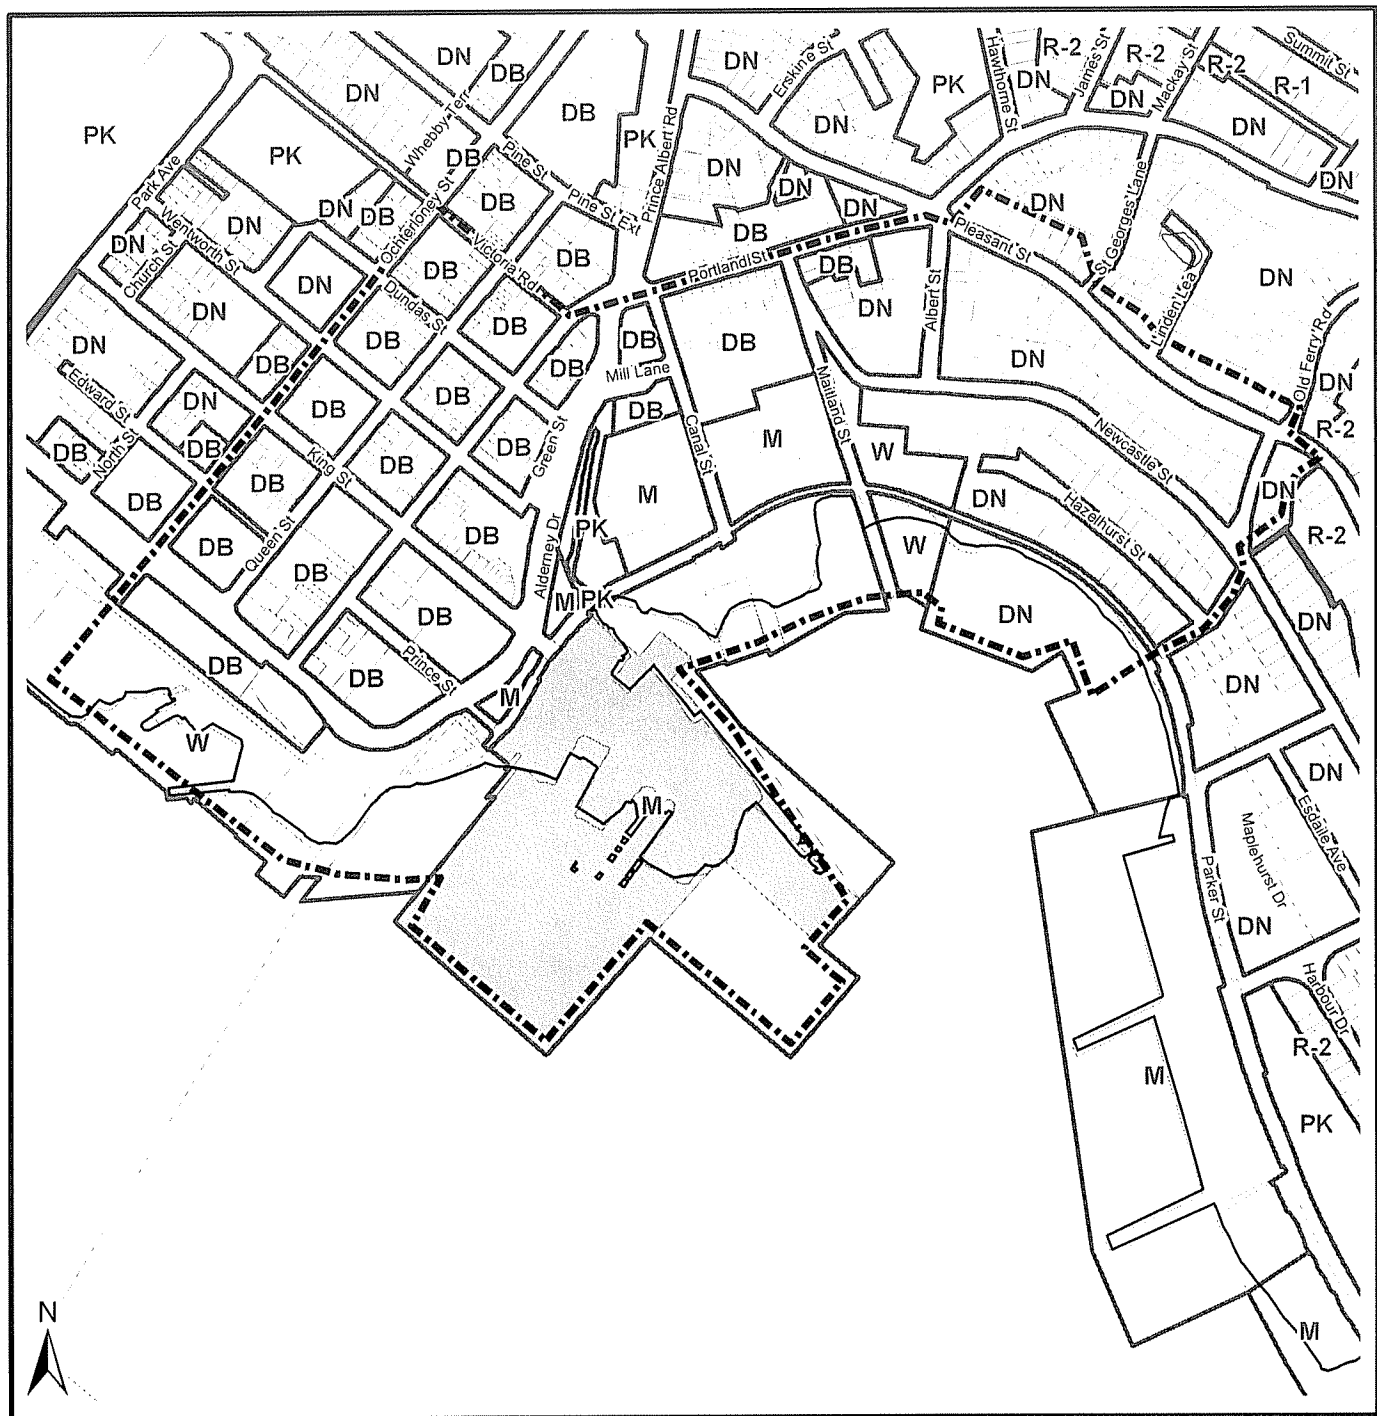 DN
DB
DN
DB
PK
Erskine St
Hawthorne St
R-2
DN
James St
R-2
DN
Mackay St
R-2
R-1
Summit St
DN
DN
DN
PK
PK
Park Ave
DN
Whebby Terr
DB
Pine St
DB
Pine St Ext
PK
Prince Albert Rd
DN
DN
DN
DB
DN
Pleasant St
St Georges Lane
Linden Lea
DN
DN
Wentworth St
Church St
DN
DB
Ochterloney St
DB
Victoria Rd
DB
Portland St
DB
DN
Albert St
DN
Old Ferry Rd
DN
R-2
DN
DN
DN
Dundas St
DB
DB
DB
DB
DB
DB
Mill Lane
DB
DN
Edward St
North St
DN
DB
DB
DB
DB
DB
DB
King St
DB
DB
Green St
M
Canal St
M
Maitland St
W
DN
Newcastle St
Hazelhurst St
DN
R-2
DB
Queen St
DB
DB
Alderney Dr
PK
M
PK
W
DN
DN
DB
DB
Prince St
DB
M
DN
W
M
DN
Esdaile Ave
Maplehurst Dr
Parker St
DN
Harbour Dr
R-2
M
PK
N
M